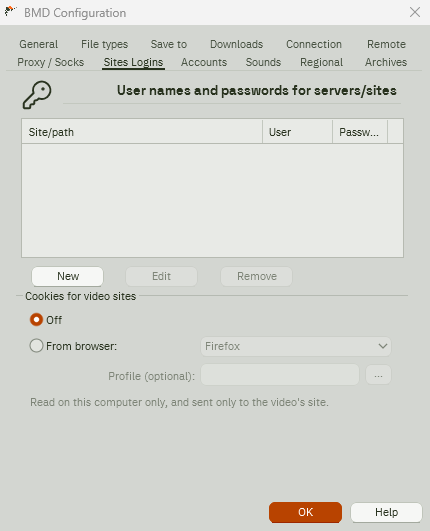 BMD Configuration
General File types Save to Downloads Connection Remote
Proxy / Socks Sites Logins Accounts Sounds Regional Archives
User names and passwords for servers/sites
Site/path User Passw...
New Edit Remove
Cookies for video sites
Off
From browser: Firefox
Profile (optional): ...
Read on this computer only, and sent only to the video's site.
OK Help